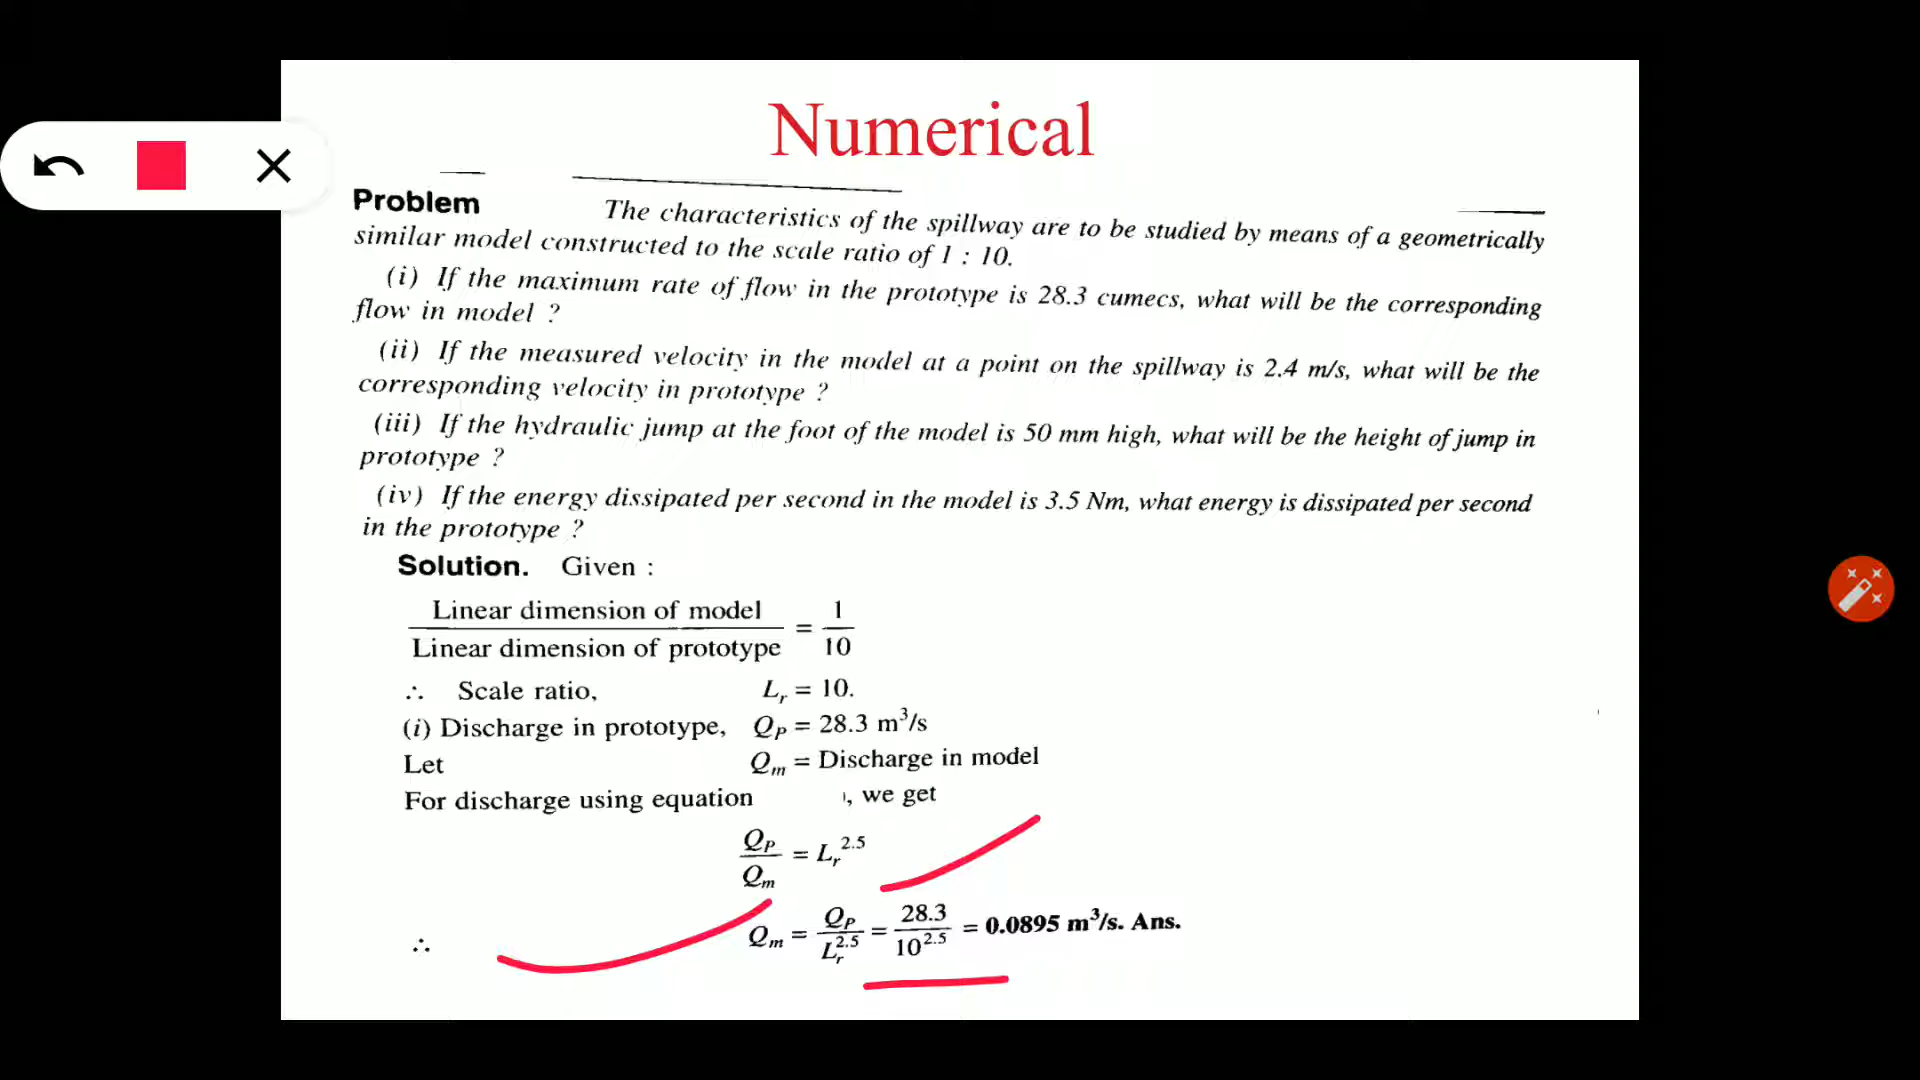 Numerical
Problem The characteristics of the spillway are to be studied by means of a geometrically
similar model constructed to the scale ratio of 1 : 10.
(i) If the maximum rate of flow in the prototype is 28.3 cumecs, what will be the corresponding
flow in model ?
(ii) If the measured velocity in the model at a point on the spillway is 2.4 m/s, what will be the
corresponding velocity in prototype ?
(iii) If the hydraulic jump at the foot of the model is 50 mm high, what will be the height of jump in
prototype ?
(iv) If the energy dissipated per second in the model is 3.5 Nm, what energy is dissipated per second
in the prototype ?
Solution. Given :
Linear dimension of model / Linear dimension of prototype = 1/10
∴ Scale ratio, L_r = 10.
(i) Discharge in prototype, Q_P = 28.3 m³/s
Let Q_m = Discharge in model
For discharge using equation , we get
Q_P / Q_m = L_r^2.5
∴ Q_m = Q_P / L_r^2.5 = 28.3 / 10^2.5 = 0.0895 m³/s. Ans.